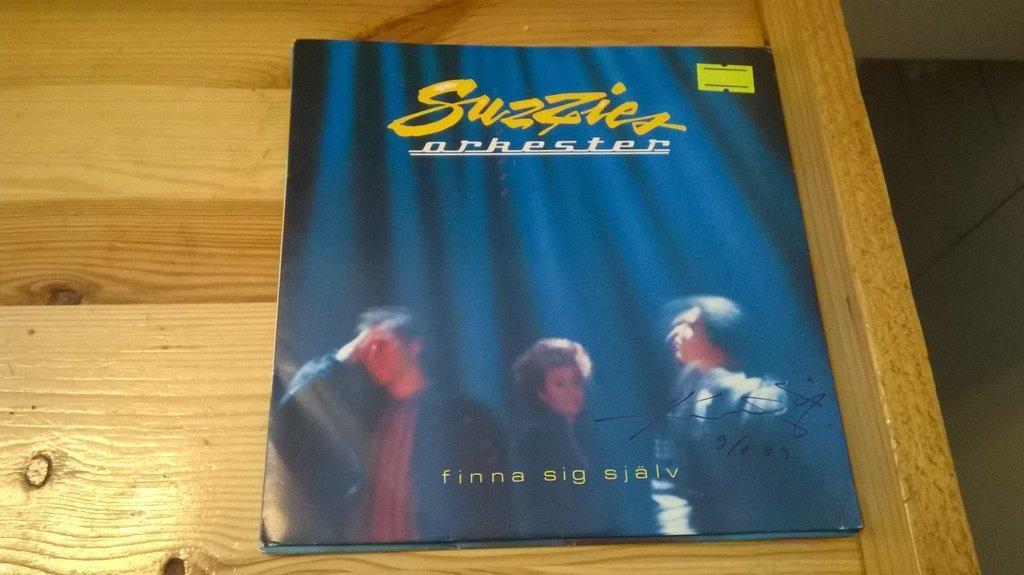 Suzzies
orkester
finna sig själv